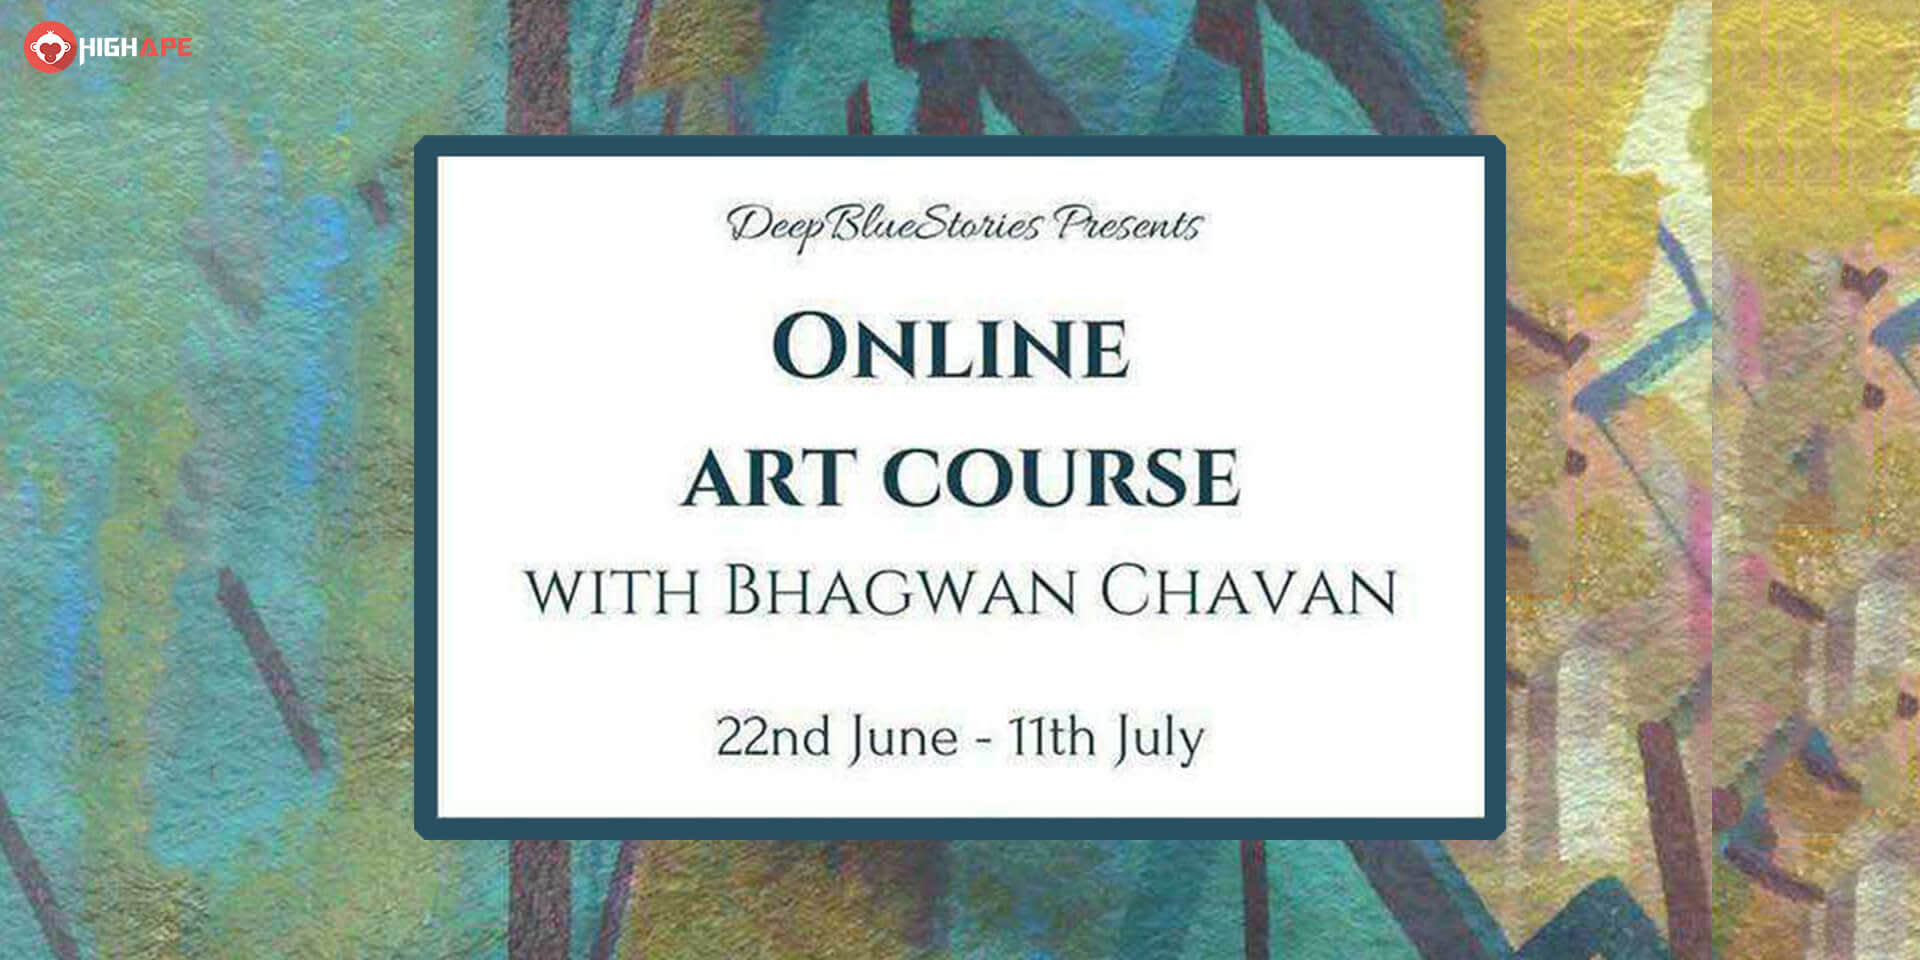 HIGHAPE
DeepBlueStories Presents
ONLINE
ART COURSE
WITH BHAGWAN CHAVAN
22nd June - 11th July